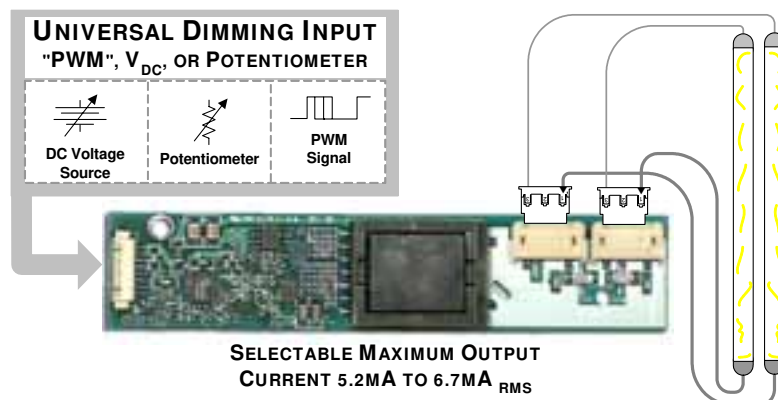 UNIVERSAL DIMMING INPUT
"PWM", VDC, OR POTENTIOMETER
DC Voltage
Source
Potentiometer
PWM
Signal
SELECTABLE MAXIMUM OUTPUT
CURRENT 5.2MA TO 6.7MA RMS